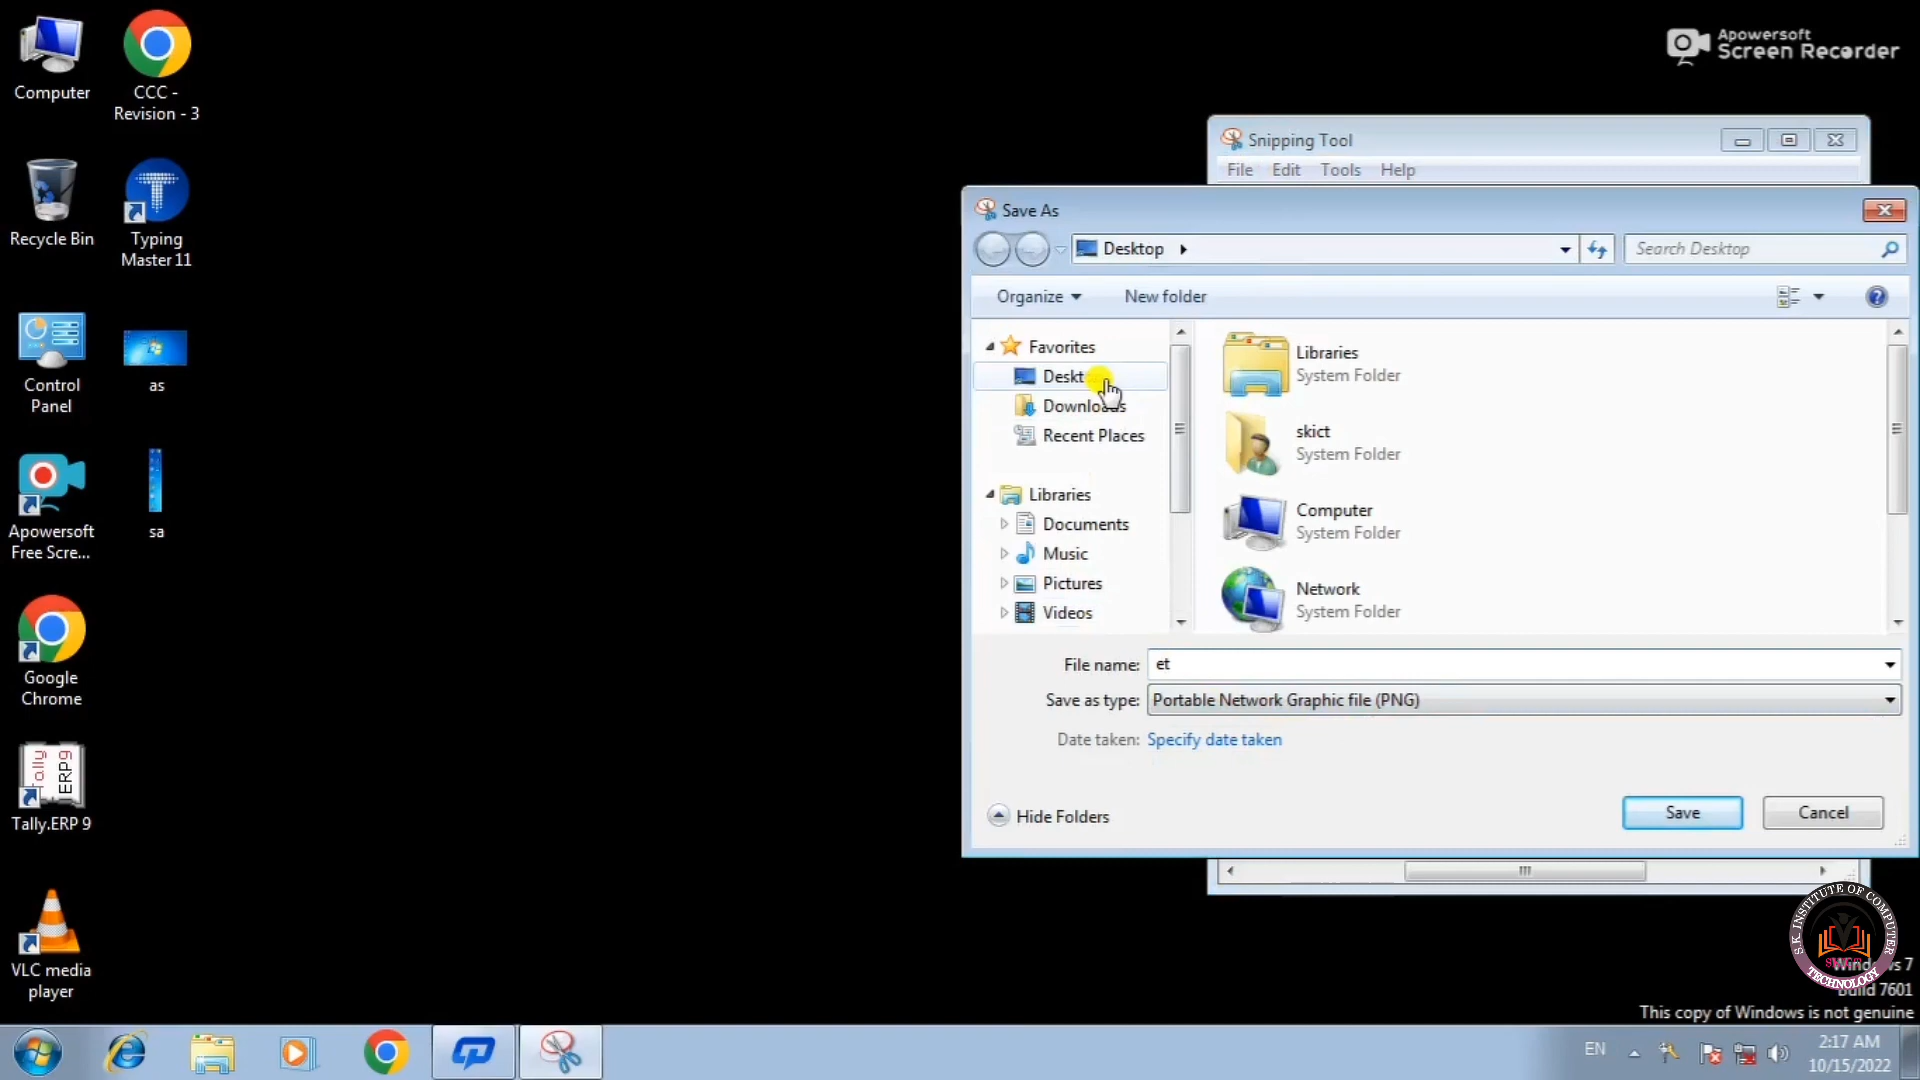 Computer
CCC -
Revision - 3
Recycle Bin
Typing
Master 11
Control
Panel
as
Apowersoft
Free Scre...
sa
Google
Chrome
Tally
ERP9
Tally.ERP 9
VLC media
player
Apowersoft
Screen Recorder
Snipping Tool
File Edit Tools Help
Save As
Desktop
Search Desktop
Organize
New folder
Favorites
Deskt
Downloads
Recent Places
Libraries
Documents
Music
Pictures
Videos
Libraries
System Folder
skict
System Folder
Computer
System Folder
Network
System Folder
File name: et
Save as type: Portable Network Graphic file (PNG)
Date taken: Specify date taken
Hide Folders
Save
Cancel
S.K. INSTITUTE OF COMPUTER
TECHNOLOGY
Windows 7
Build 7601
This copy of Windows is not genuine
EN
2:17 AM
10/15/2022